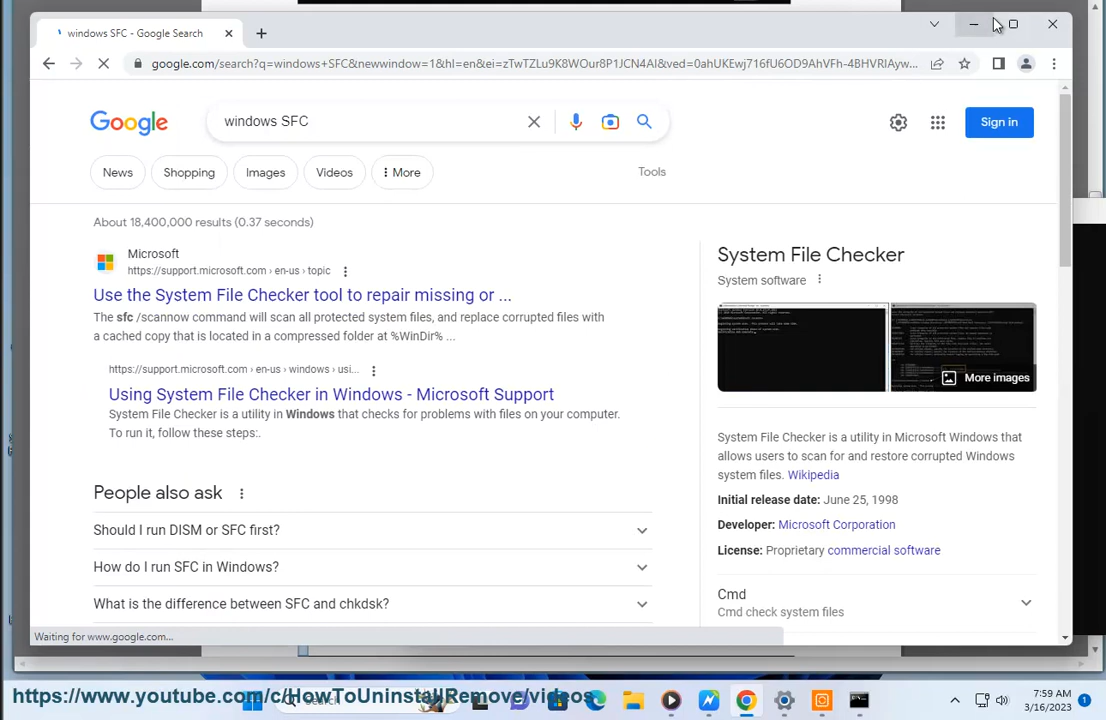 windows SFC - Google Search
google.com/search?q=windows+SFC&newwindow=1&hl=en&ei=zTwTZLu9K8WOur8P1JCN4AI&ved=0ahUKEwj716fU6OD9AhVFh-4BHVRIAyw...
Google
windows SFC
Sign in
News
Shopping
Images
Videos
More
Tools
About 18,400,000 results (0.37 seconds)
Microsoft
https://support.microsoft.com › en-us › topic
Use the System File Checker tool to repair missing or ...
The sfc /scannow command will scan all protected system files, and replace corrupted files with
a cached copy that is located in a compressed folder at %WinDir% ...
https://support.microsoft.com › en-us › windows › usi...
Using System File Checker in Windows - Microsoft Support
System File Checker is a utility in Windows that checks for problems with files on your computer.
To run it, follow these steps:.
People also ask
Should I run DISM or SFC first?
How do I run SFC in Windows?
What is the difference between SFC and chkdsk?
System File Checker
System software
More images
System File Checker is a utility in Microsoft Windows that
allows users to scan for and restore corrupted Windows
system files. Wikipedia
Initial release date: June 25, 1998
Developer: Microsoft Corporation
License: Proprietary commercial software
Cmd
Cmd check system files
Waiting for www.google.com...
https://www.youtube.com/c/HowToUninstallRemove/videos
Search
7:59 AM
3/16/2023
1